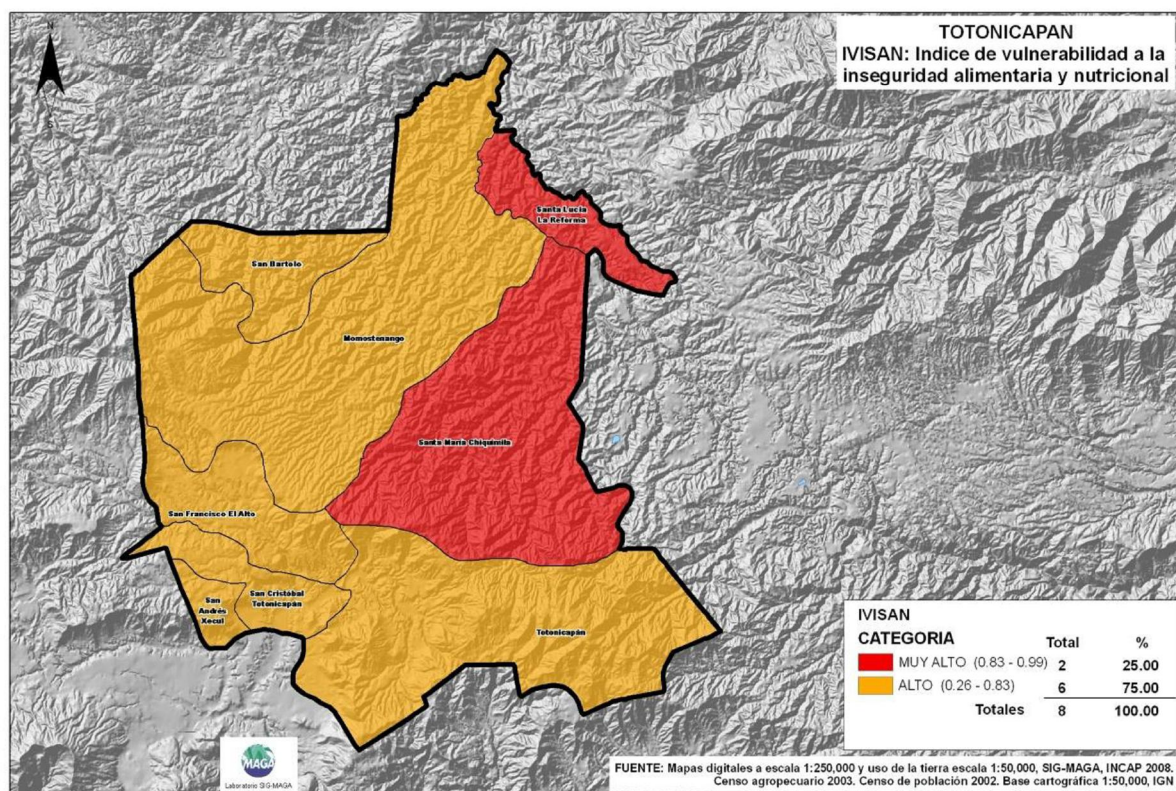 TOTONICAPAN
IVISAN: Indice de vulnerabilidad a la
inseguridad alimentaria y nutricional
N
S
Santa Lucía
La Reforma
San Bartolo
Momostenango
Santa María Chiquimila
San Francisco El Alto
San Cristóbal
Totonicapán
San
Andrés
Xecul
Totonicapán
IVISAN
CATEGORIA Total %
MUY ALTO (0.83 - 0.99) 2 25.00
ALTO (0.26 - 0.83) 6 75.00
Totales 8 100.00
MAGA
Laboratorio SIG-MAGA
FUENTE: Mapas digitales a escala 1:250,000 y uso de la tierra escala 1:50,000, SIG-MAGA, INCAP 2008.
Censo agropecuario 2003. Censo de población 2002. Base cartográfica 1:50,000, IGN